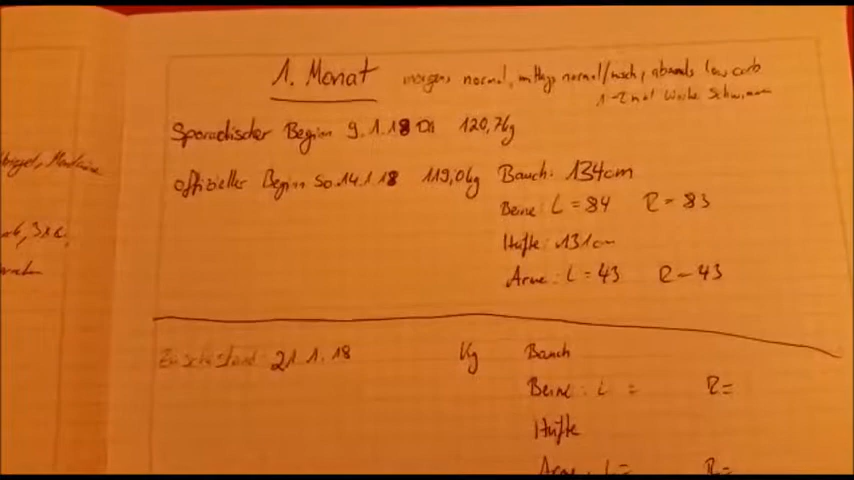 1. Monat morgens normal, mittags normal/nach, abends low carb
1-2 mal Woche Schwimmen
Sporadischer Beginn 9.1.18 Di 120,7kg
offizieller Beginn So.14.1.18 119,0kg Bauch: 134cm
Beine: L = 84 R = 83
Hüfte: 131cm
Arme: L = 43 R - 43
21.1.18 Kg Bauch
Beine: L = R=
Hüfte
Arme: L= R=